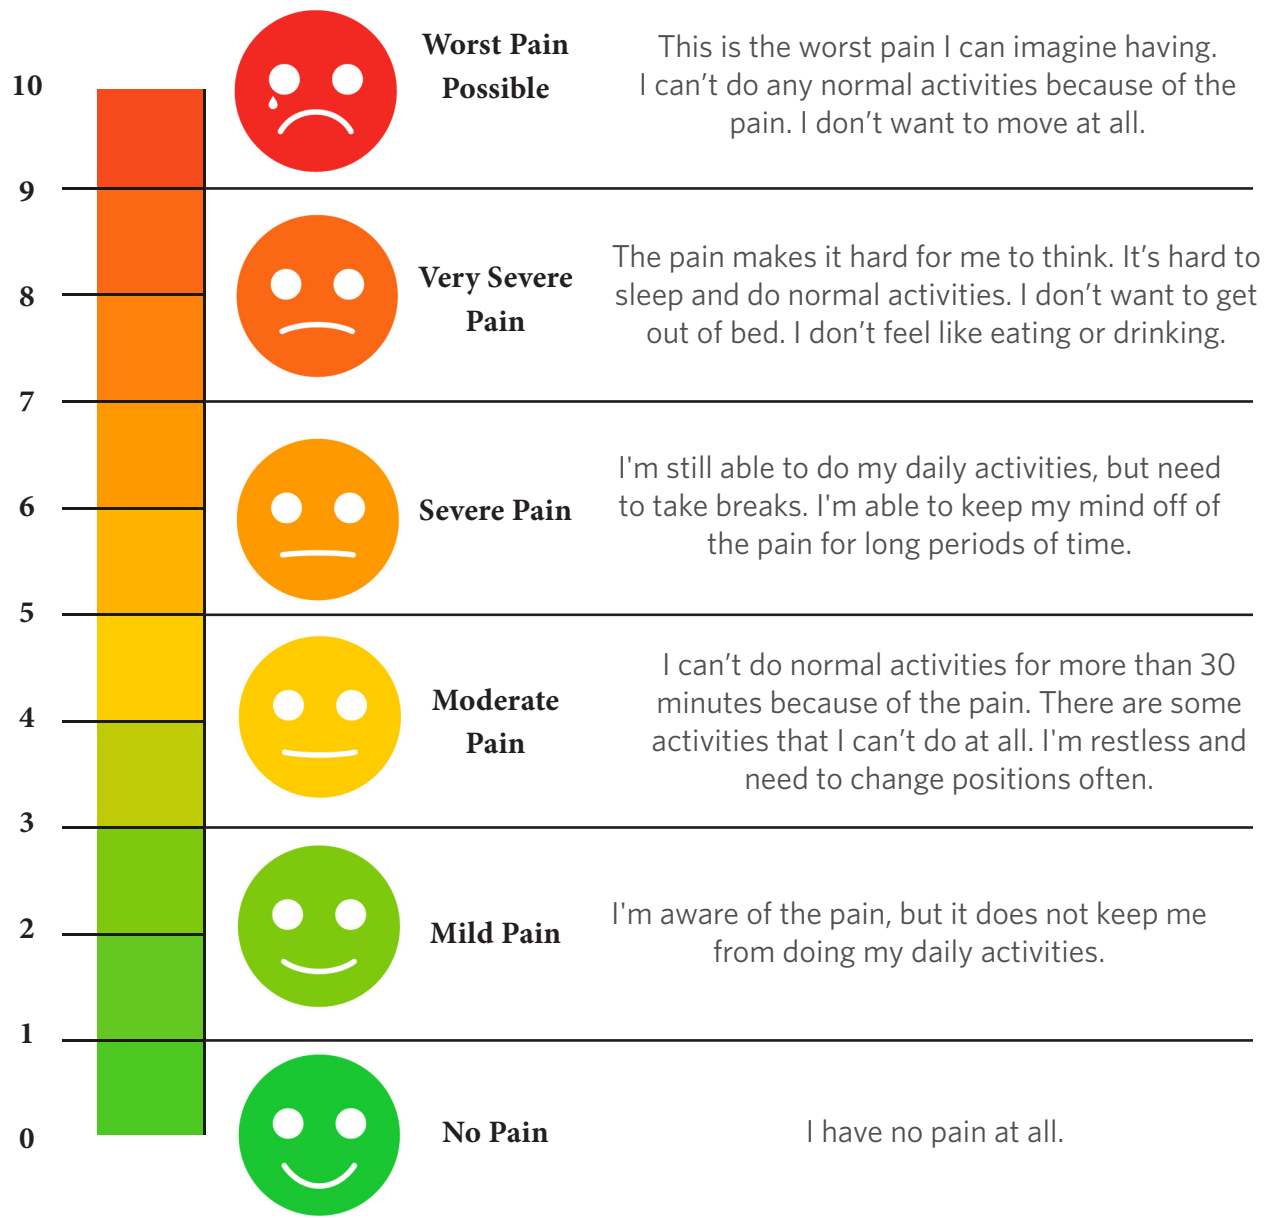 10
Worst Pain
Possible
This is the worst pain I can imagine having.
I can’t do any normal activities because of the
pain. I don’t want to move at all.
9
8
Very Severe
Pain
The pain makes it hard for me to think. It’s hard to
sleep and do normal activities. I don’t want to get
out of bed. I don’t feel like eating or drinking.
7
6
Severe Pain
I'm still able to do my daily activities, but need
to take breaks. I'm able to keep my mind off of
the pain for long periods of time.
5
4
Moderate
Pain
I can’t do normal activities for more than 30
minutes because of the pain. There are some
activities that I can’t do at all. I'm restless and
need to change positions often.
3
2
Mild Pain
I'm aware of the pain, but it does not keep me
from doing my daily activities.
1
0
No Pain
I have no pain at all.